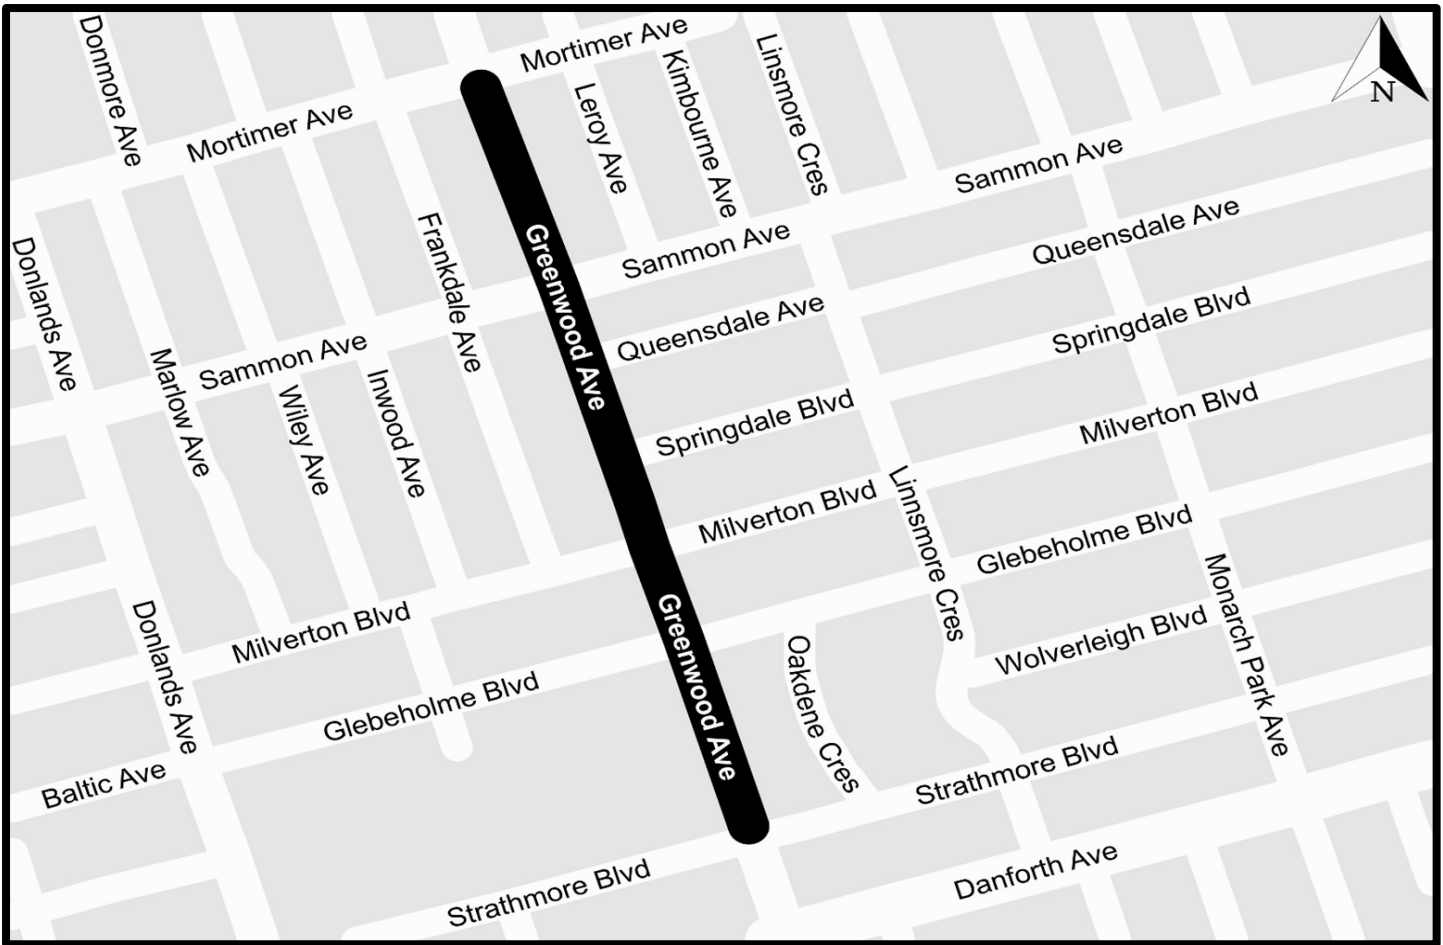 Donmore Ave
Mortimer Ave
Mortimer Ave
Leroy Ave
Kimbourne Ave
Linsmore Cres
N
Sammon Ave
Donlands Ave
Frankdale Ave
Greenwood Ave
Sammon Ave
Queensdale Ave
Marlow Ave
Sammon Ave
Wiley Ave
Inwood Ave
Queensdale Ave
Springdale Blvd
Springdale Blvd
Milverton Blvd
Milverton Blvd
Linnsmore Cres
Glebeholme Blvd
Monarch Park Ave
Donlands Ave
Milverton Blvd
Greenwood Ave
Oakdene Cres
Wolverleigh Blvd
Glebeholme Blvd
Baltic Ave
Strathmore Blvd
Strathmore Blvd
Danforth Ave